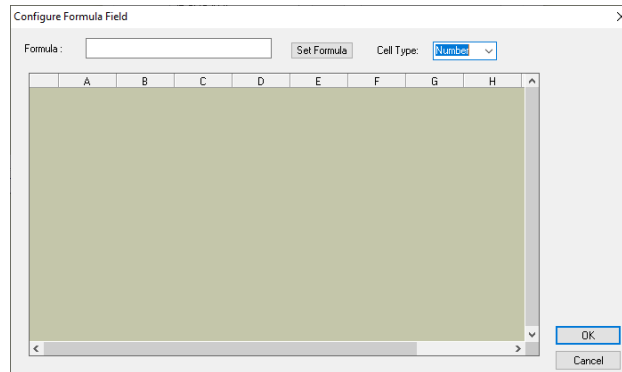 Configure Formula Field
Formula : Set Formula Cell Type: Number
A B C D E F G H
OK
Cancel